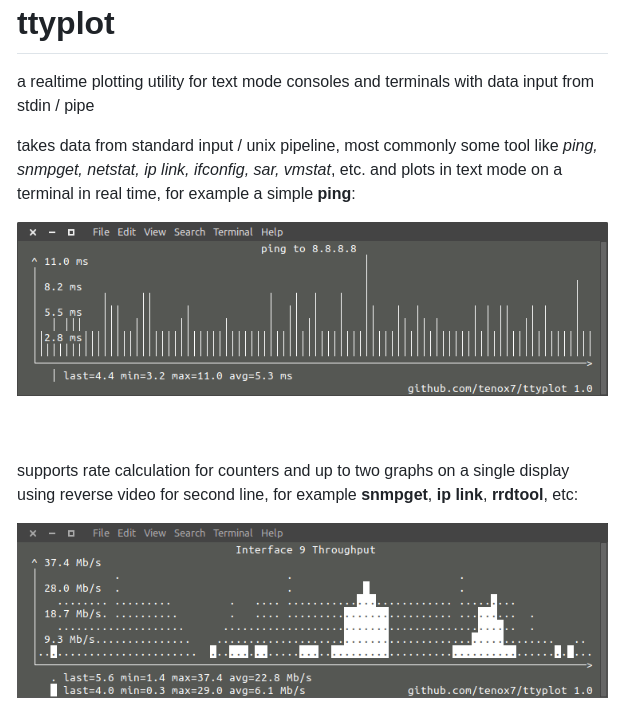 ttyplot
a realtime plotting utility for text mode consoles and terminals with data input from
stdin / pipe
takes data from standard input / unix pipeline, most commonly some tool like ping,
snmpget, netstat, ip link, ifconfig, sar, vmstat, etc. and plots in text mode on a
terminal in real time, for example a simple ping:
File Edit View Search Terminal Help
ping to 8.8.8.8
11.0 ms
8.2 ms
5.5 ms
2.8 ms
last=4.4 min=3.2 max=11.0 avg=5.3 ms
github.com/tenox7/ttyplot 1.0
supports rate calculation for counters and up to two graphs on a single display
using reverse video for second line, for example snmpget, ip link, rrdtool, etc:
File Edit View Search Terminal Help
Interface 9 Throughput
37.4 Mb/s
28.0 Mb/s
18.7 Mb/s
9.3 Mb/s
last=5.6 min=1.4 max=37.4 avg=22.8 Mb/s
last=4.0 min=0.3 max=29.0 avg=6.1 Mb/s
github.com/tenox7/ttyplot 1.0